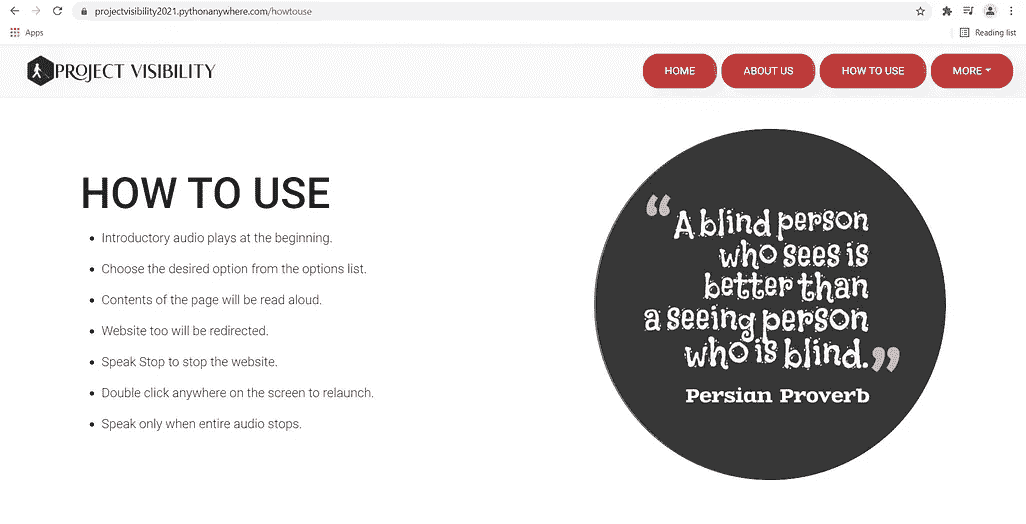 projectvisibility2021.pythonanywhere.com/howtouse
Apps
Reading list
PROJECT VISIBILITY
HOME
ABOUT US
HOW TO USE
MORE
HOW TO USE
Introductory audio plays at the beginning.
Choose the desired option from the options list.
Contents of the page will be read aloud.
Website too will be redirected.
Speak Stop to stop the website.
Double click anywhere on the screen to relaunch.
Speak only when entire audio stops.
“A blind person
who sees is
better than
a seeing person
who is blind.”
Persian Proverb